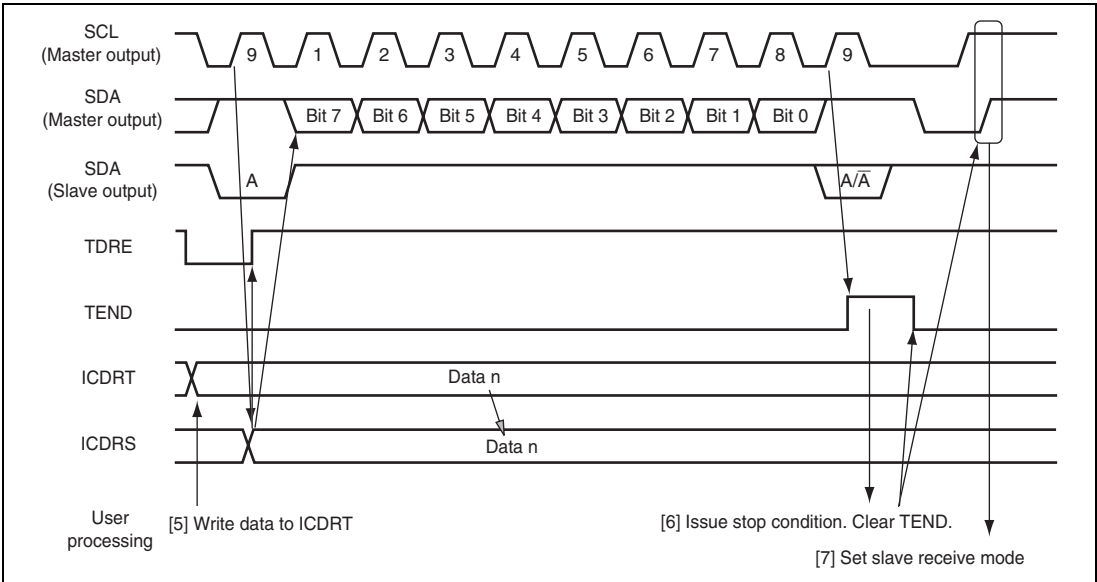 SCL
(Master output)
9 1 2 3 4 5 6 7 8 9
SDA
(Master output)
Bit 7 Bit 6 Bit 5 Bit 4 Bit 3 Bit 2 Bit 1 Bit 0
SDA
(Slave output)
A A/A̅
TDRE
TEND
ICDRT
Data n
ICDRS
Data n
User
processing
[5] Write data to ICDRT
[6] Issue stop condition. Clear TEND.
[7] Set slave receive mode